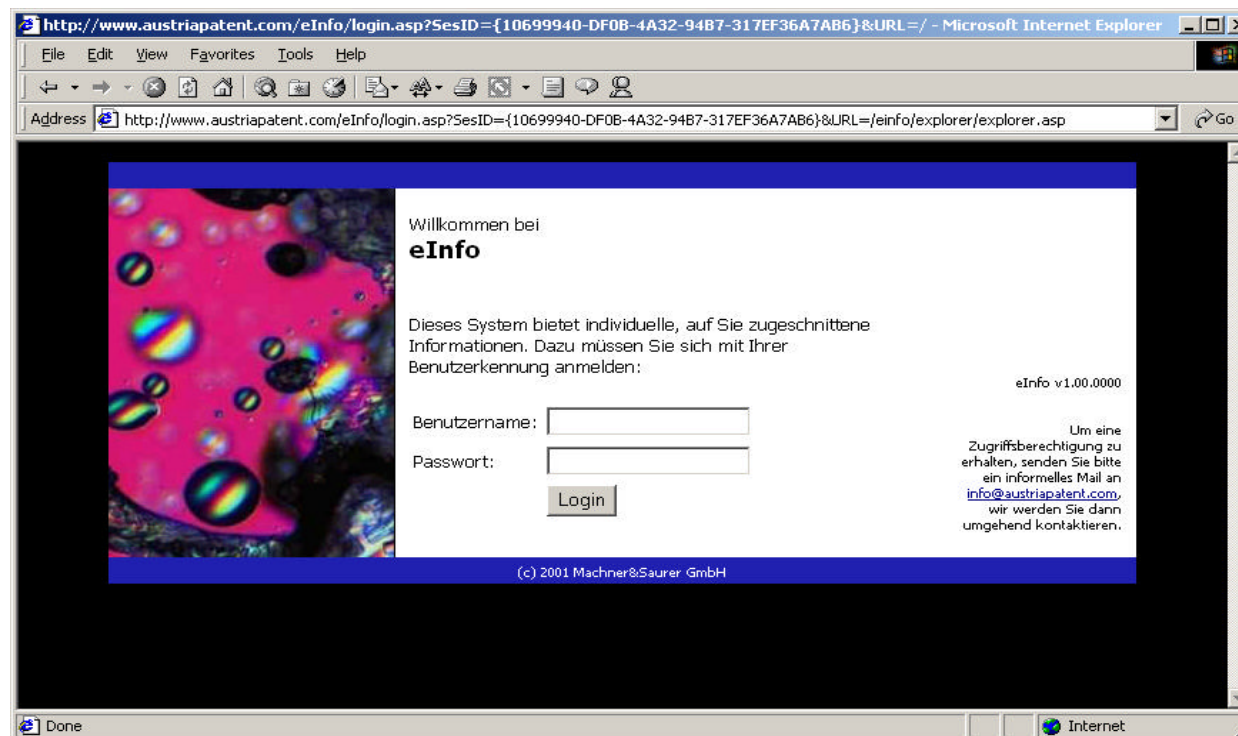 http://www.austriapatent.com/eInfo/login.asp?SesID={10699940-DF0B-4A32-94B7-317EF36A7AB6}&URL=/ - Microsoft Internet Explorer
File Edit View Favorites Tools Help
Address http://www.austriapatent.com/eInfo/login.asp?SesID={10699940-DF0B-4A32-94B7-317EF36A7AB6}&URL=/einfo/explorer/explorer.asp Go
Willkommen bei
eInfo
Dieses System bietet individuelle, auf Sie zugeschnittene
Informationen. Dazu müssen Sie sich mit Ihrer
Benutzerkennung anmelden:
Benutzername:
Passwort:
Login
eInfo v1.00.0000
Um eine
Zugriffsberechtigung zu
erhalten, senden Sie bitte
ein informelles Mail an
info@austriapatent.com,
wir werden Sie dann
umgehend kontaktieren.
(c) 2001 Machner&Saurer GmbH
Done Internet